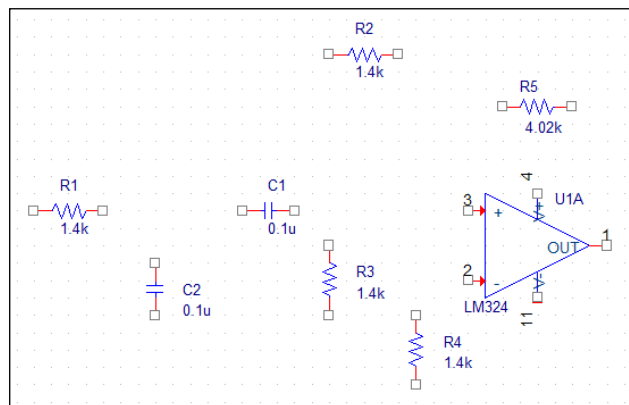 R2
1.4k
R5
4.02k
R1
1.4k
C1
0.1u
4
U1A
3
+
V+
OUT
1
2
-
V-
LM324
11
R3
1.4k
C2
0.1u
R4
1.4k